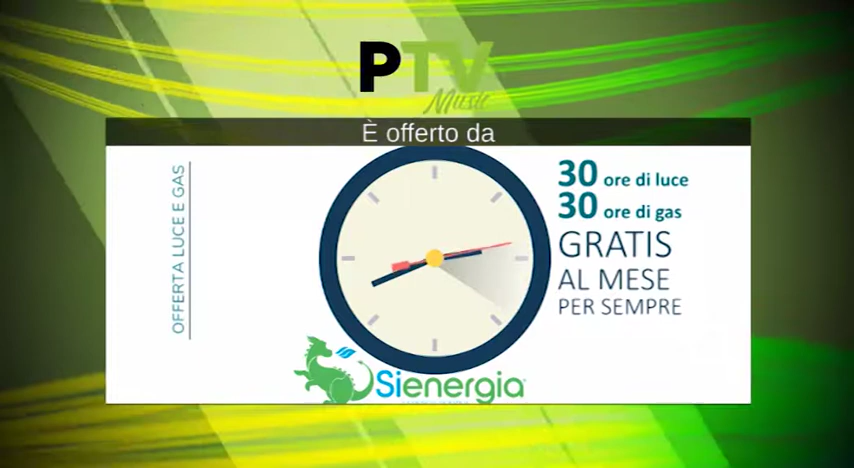 PTV
Music
È offerto da
OFFERTA LUCE E GAS
30 ore di luce
30 ore di gas
GRATIS
AL MESE
PER SEMPRE
Sienergia